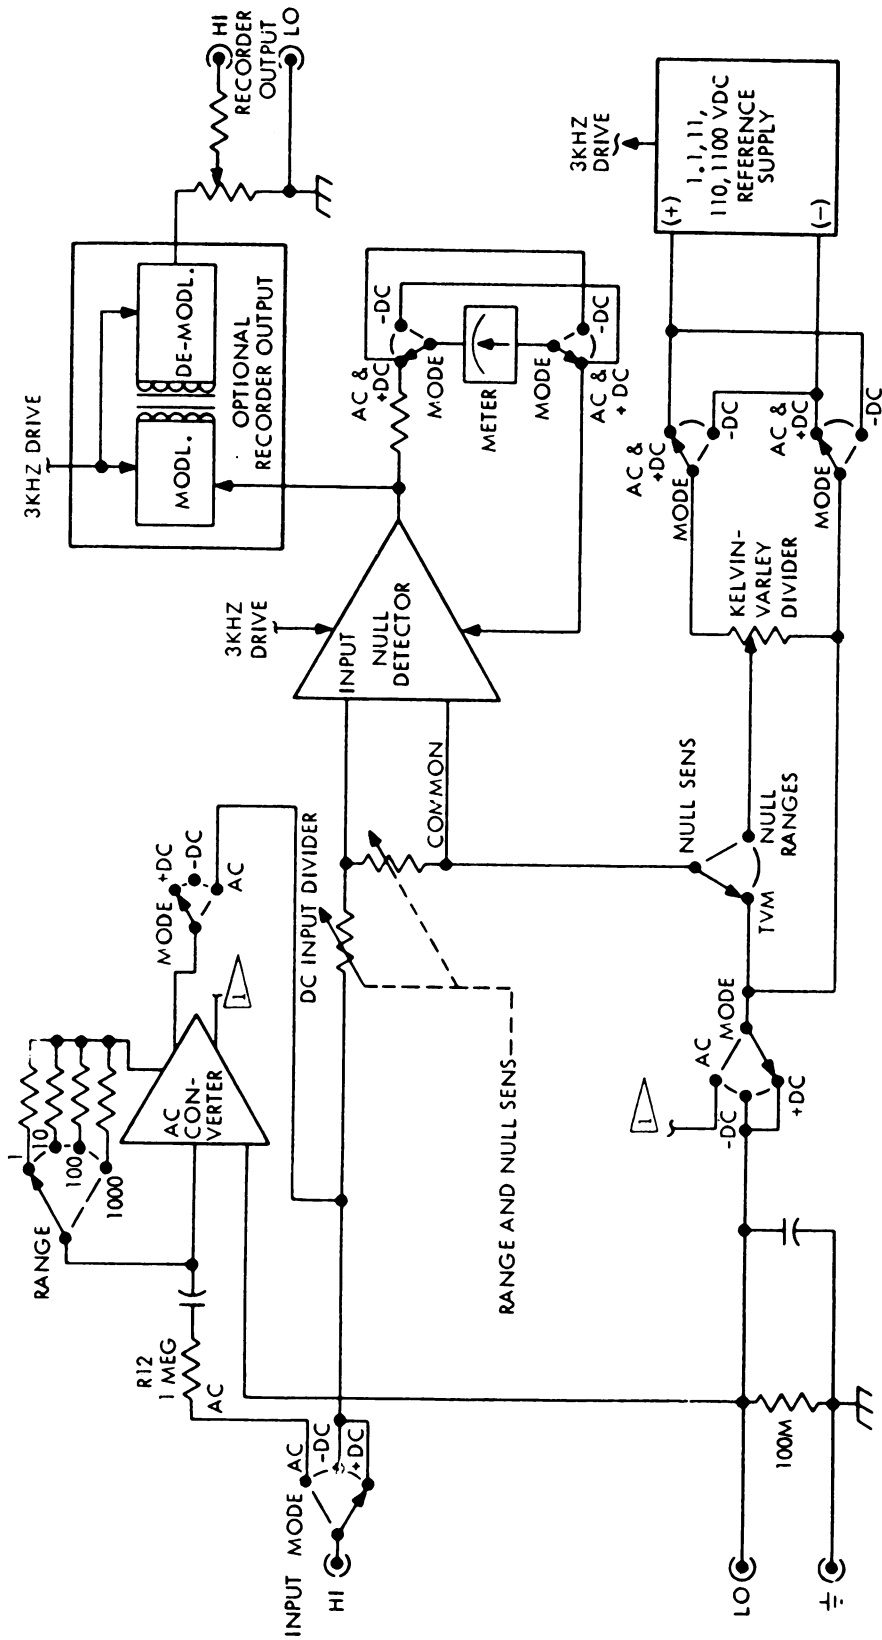 INPUT MODE
AC
-DC
+DC
HI
R12
1 MEG
AC
RANGE
1
10
100
1000
AC
CON-
VERTER
1
MODE
+DC
-DC
AC
DC INPUT DIVIDER
RANGE AND NULL SENS
COMMON
INPUT
NULL
DETECTOR
3KHZ
DRIVE
3KHZ DRIVE
MODL.
DE-MODL.
OPTIONAL
RECORDER OUTPUT
HI
RECORDER
OUTPUT
LO
AC &
+DC
-DC
MODE
METER
MODE
AC &
+ DC
-DC
LO
100M
1
AC
-DC
+DC
MODE
TVM
NULL SENS
NULL
RANGES
KELVIN-
VARLEY
DIVIDER
AC &
+DC
MODE
-DC
AC &
+DC
MODE
-DC
3KHZ
DRIVE
(+)
1.1,11,
110,1100 VDC
REFERENCE
SUPPLY
(-)